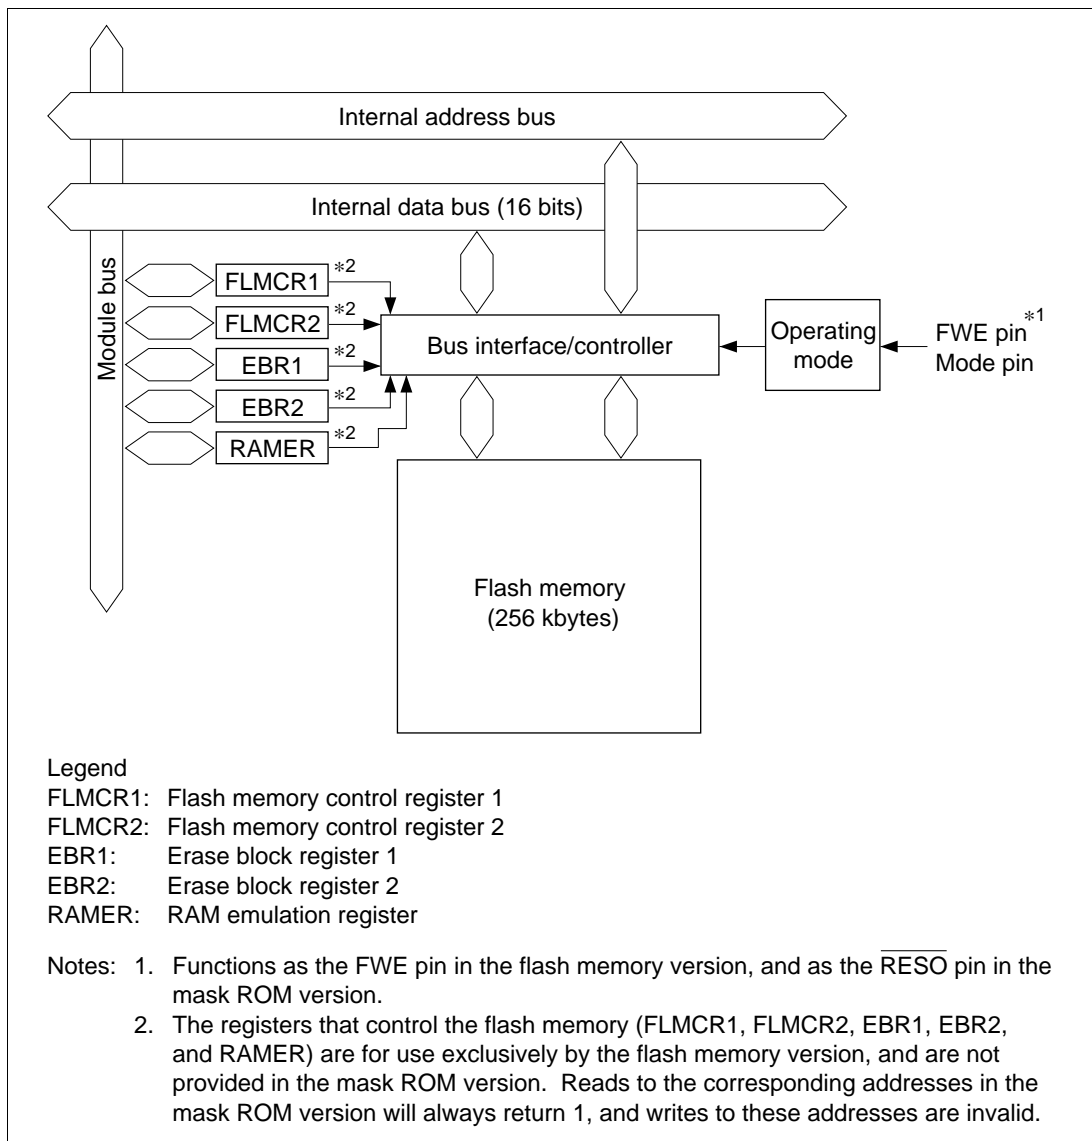 Internal address bus
Internal data bus (16 bits)
Module bus
FLMCR1
*2
FLMCR2
*2
EBR1
*2
EBR2
*2
RAMER
*2
Bus interface/controller
Operating
mode
FWE pin*1
Mode pin
Flash memory
(256 kbytes)
Legend
FLMCR1: Flash memory control register 1
FLMCR2: Flash memory control register 2
EBR1: Erase block register 1
EBR2: Erase block register 2
RAMER: RAM emulation register
Notes: 1. Functions as the FWE pin in the flash memory version, and as the R̅E̅S̅O̅ pin in the
mask ROM version.
2. The registers that control the flash memory (FLMCR1, FLMCR2, EBR1, EBR2,
and RAMER) are for use exclusively by the flash memory version, and are not
provided in the mask ROM version. Reads to the corresponding addresses in the
mask ROM version will always return 1, and writes to these addresses are invalid.